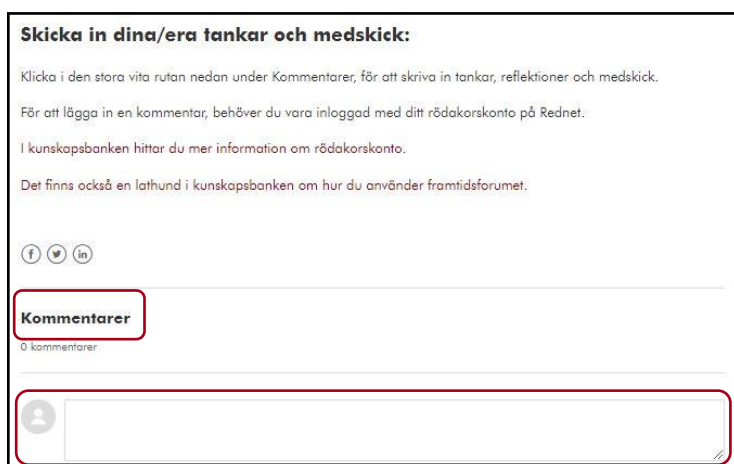 Skicka in dina/era tankar och medskick:
Klicka i den stora vita rutan nedan under Kommentarer, för att skriva in tankar, reflektioner och medskick.
För att lägga in en kommentar, behöver du vara inloggad med ditt rödakorskonto på Rednet.
I kunskapsbanken hittar du mer information om rödakorskonto.
Det finns också en lathund i kunskapsbanken om hur du använder framtidsforumet.
f in
Kommentarer
0 kommentarer